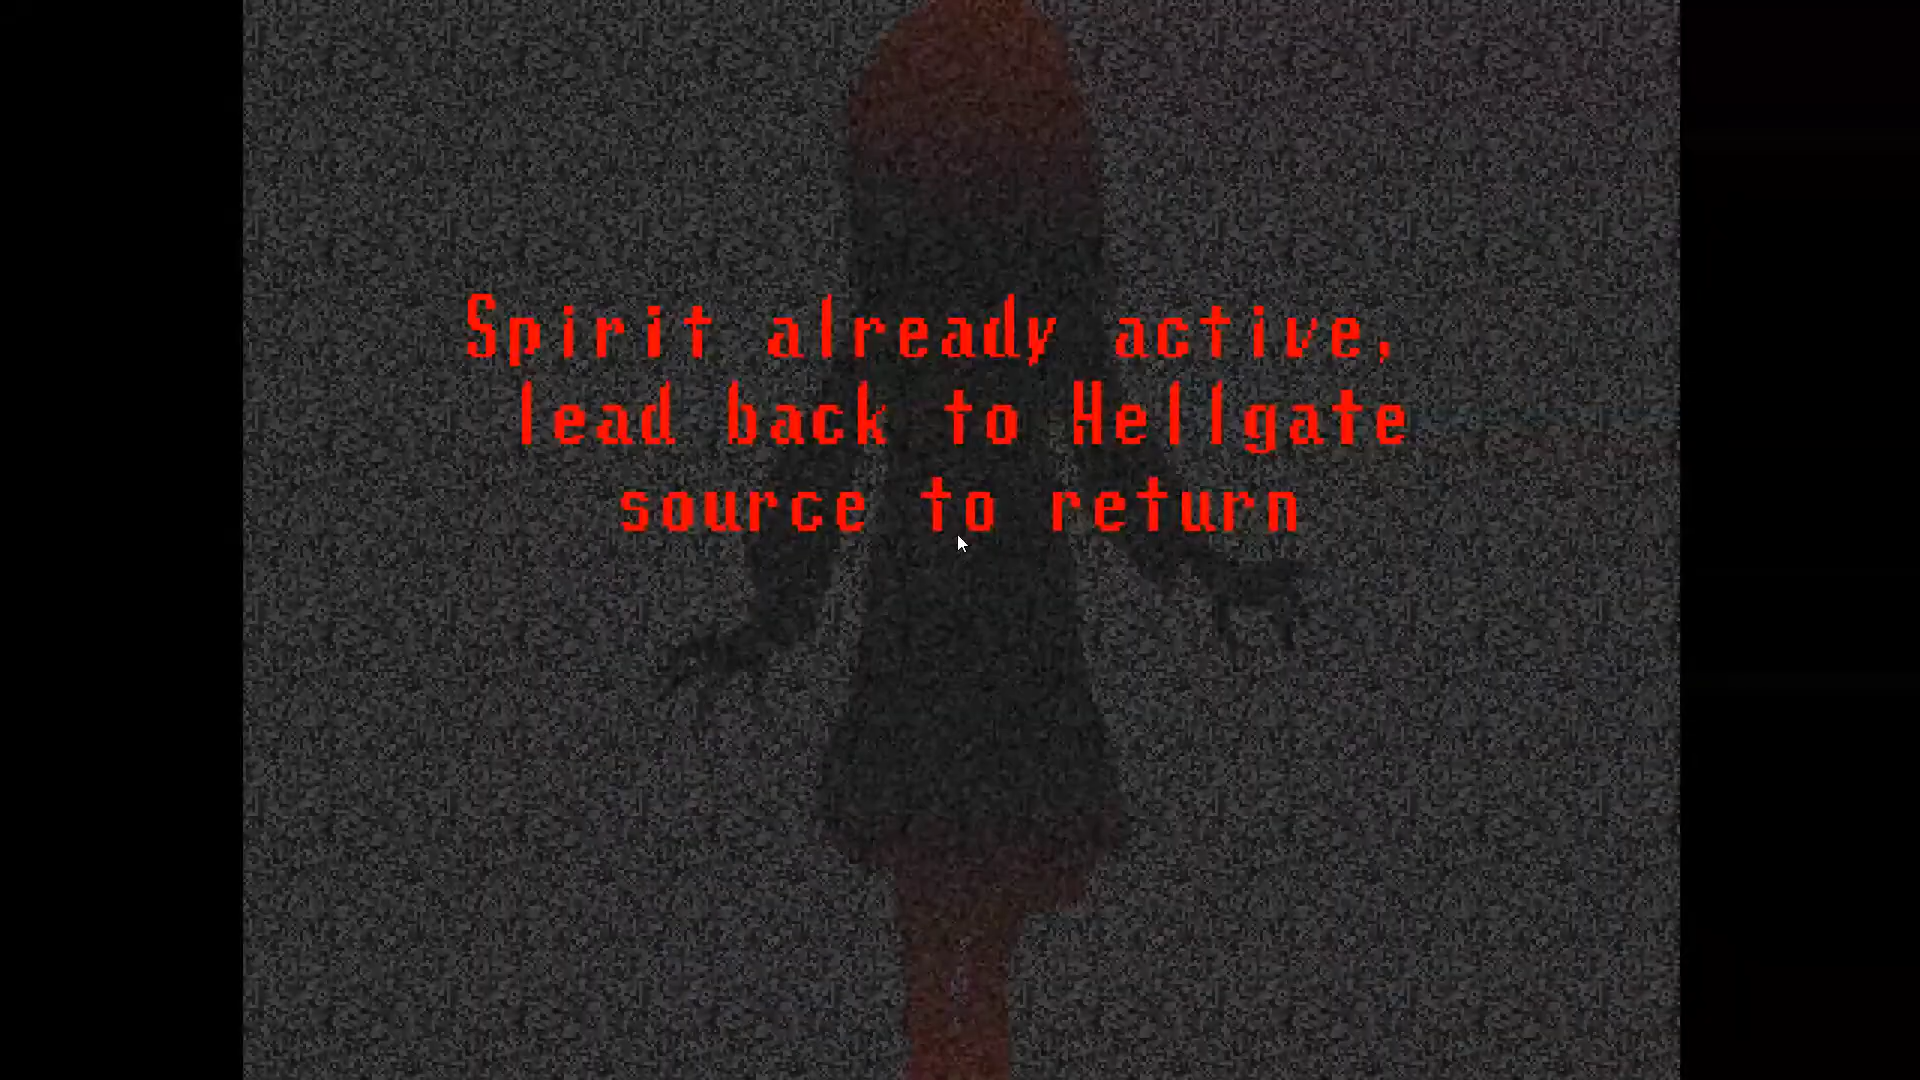 Spirit already active,
lead back to Hellgate
source to return